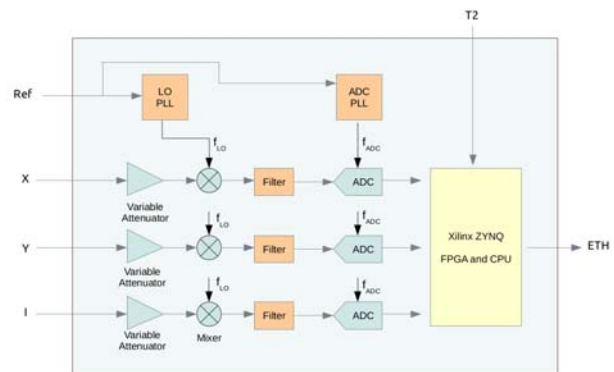 T2
Ref
LO
PLL
ADC
PLL
fLO
fADC
X
Filter
ADC
Variable
Attenuator
fLO
fADC
Xilinx ZYNQ
FPGA and CPU
Y
Filter
ADC
ETH
Variable
Attenuator
fLO
fADC
I
Filter
ADC
Variable
Attenuator
Mixer